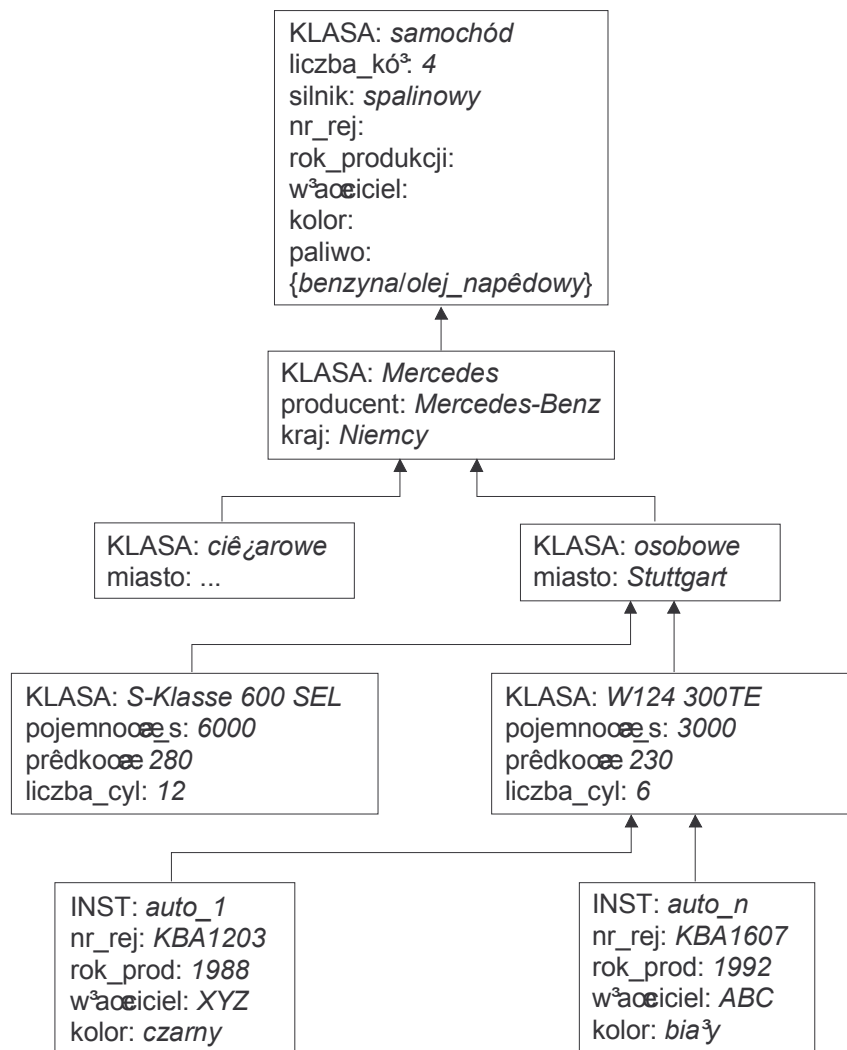 KLASA: samochód
liczba_kó³: 4
silnik: spalinowy
nr_rej:
rok_produkcji:
w³aœciciel:
kolor:
paliwo:
{benzyna/olej_napêdowy}
KLASA: Mercedes
producent: Mercedes-Benz
kraj: Niemcy
KLASA: ciê¿arowe
miasto: ...
KLASA: osobowe
miasto: Stuttgart
KLASA: S-Klasse 600 SEL
pojemnoœæ_s: 6000
prêdkoœæ 280
liczba_cyl: 12
KLASA: W124 300TE
pojemnoœæ_s: 3000
prêdkoœæ 230
liczba_cyl: 6
INST: auto_1
nr_rej: KBA1203
rok_prod: 1988
w³aœciciel: XYZ
kolor: czarny
INST: auto_n
nr_rej: KBA1607
rok_prod: 1992
w³aœciciel: ABC
kolor: bia³y